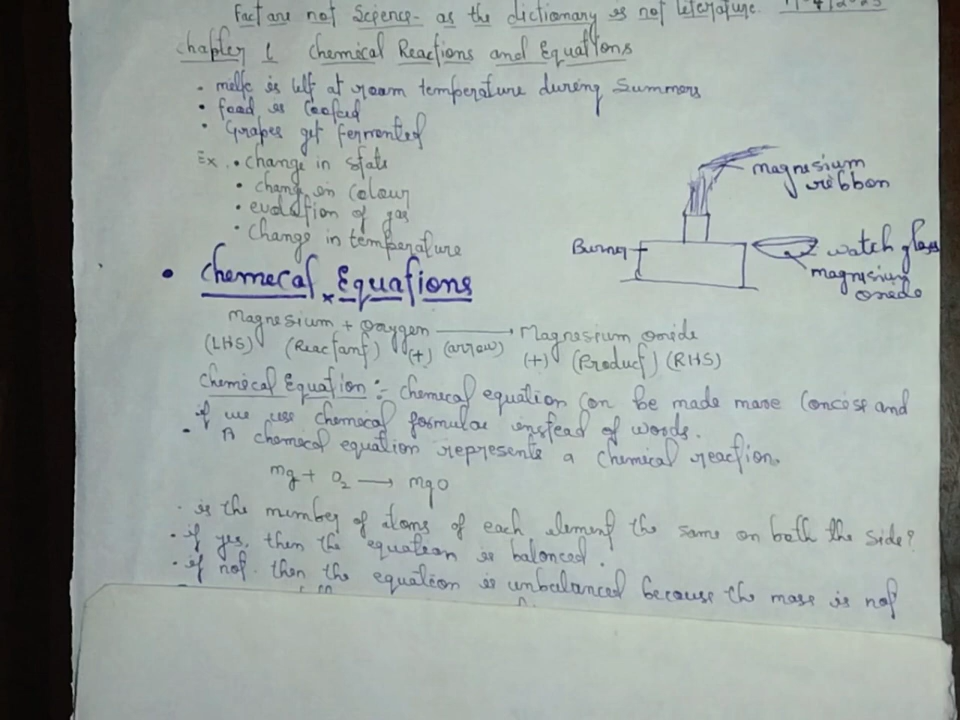 Fact are not Science - as the dictionary is not literature.
Chapter 1 Chemical Reactions and Equations
• milk is left at room temperature during Summers
• food is Cooked
• Grapes get fermented
Ex. • change in state
• change in colour
• evolution of gas
• change in temperature
magnesium ribbon
Burner
watch glass
magnesium oxide
• Chemical Equations
Magnesium + oxygen ⟶ Magnesium oxide
(LHS) (Reactant) (+) (arrow) (+) (Product) (RHS)
Chemical Equation :- chemical equation can be made more Concise and
if we use chemical formulae instead of words.
• A chemical equation represents a chemical reaction.
Mg + O2 ⟶ MgO
• is the number of atoms of each element the same on both the side?
• if yes, then the equation is balanced.
• if not then the equation is unbalanced because the mass is not